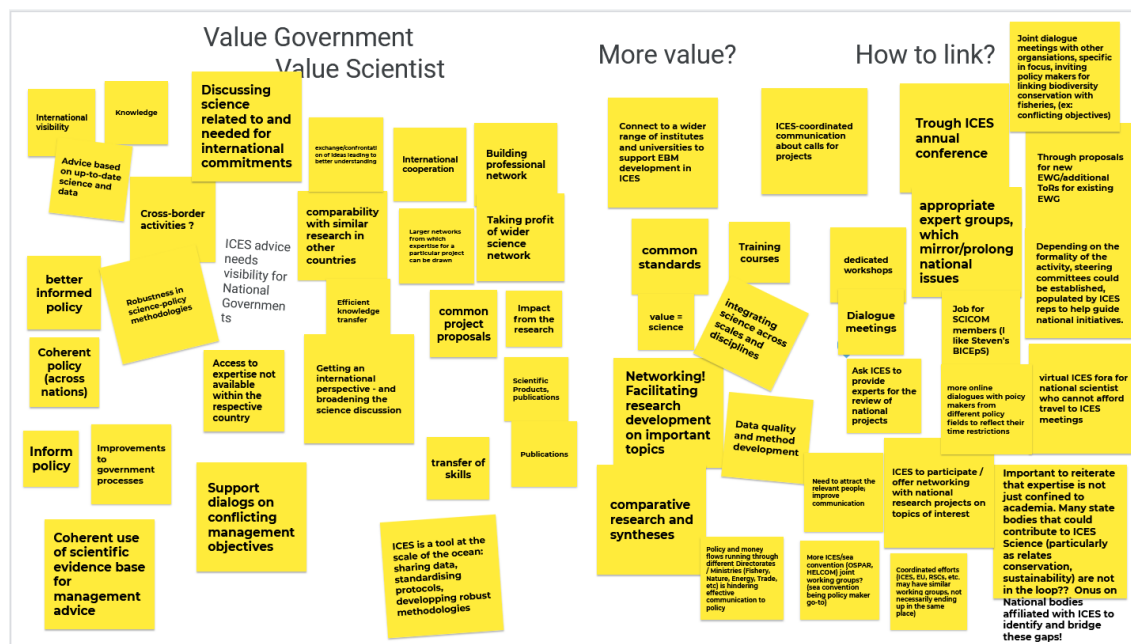 Value Government
Value Scientist
More value?
How to link?
International
visibility
Knowledge
Advice based
on up-to-date
science and
data
Discussing
science
related to and
needed for
international
commitments
exchange/confrontati
on of ideas leading to
better understanding
International
cooperation
Building
professional
network
Cross-border
activities ?
ICES advice
needs
visibility for
National
Governmen
ts
comparability
with similar
research in
other
countries
Larger networks
from which
expertise for a
particular project
can be drawn
Taking profit
of wider
science
network
better
informed
policy
Robustness in
science-policy
methodologies
Efficient
knowledge
transfer
common
project
proposals
Impact
from the
research
Coherent
policy (across
nations)
Access to
expertise not
available
within the
respective
country
Getting an
international
perspective - and
broadening the
science discussion
Scientific
Products,
publications
Inform
policy
Improvements
to
government
processes
Support
dialogs on
conflicting
management
objectives
transfer of
skills
Publications
Coherent use
of scientific
evidence base
for
management
advice
ICES is a tool at the
scale of the ocean:
sharing data,
standardising
protocols,
developping robust
methodologies
Connect to a wider
range of institutes
and universities to
support EBM
development in
ICES
ICES-coordinated
communication
about calls for
projects
common
standards
Training
courses
value =
science
integrating
science across
scales and
disciplines
Networking!
Facilitating
research
development
on important
topics
Data quality
and method
development
comparative
research and
syntheses
Need to attract the
relevant people;
improve
communication
Policy and money
flows running through
different Directorates
/ Ministries (Fishery,
Nature, Energy, Trade,
etc) is hindering
effective
communication to
policy
More ICES/sea
convention (OSPAR,
HELCOM) joint
working groups?
(sea convention
being policy maker
go-to)
Trough ICES
annual
conference
Joint dialogue
meetings with other
organsiations, specific
in focus, inviting
policy makers for
linking biodiversity
conservation with
fisheries, (ex:
conflicting objectives)
Through proposals
for new
EWG/additional
ToRs for existing
EWG
appropriate
expert groups,
which
mirror/prolong
national
issues
dedicated
workshops
Depending on the
formality of the
activity, steering
committees could
be established,
populated by ICES
reps to help guide
national initiatives.
Dialogue
meetings
Job for
SCICOM
members (I
like Steven's
BICEpS)
Ask ICES to
provide
experts for the
review of
national
projects
more online
dialogues with poicy
makers from
different policy
fields to reflect their
time restrictions
virtual ICES fora for
national scientist
who cannot afford
travel to ICES
meetings
ICES to participate /
offer networking
with national
research projects on
topics of interest
Important to reiterate
that expertise is not
just confined to
academia. Many state
bodies that could
contribute to ICES
Science (particularly
as relates
conservation,
sustainability) are not
in the loop?? Onus on
National bodies
affiliated with ICES to
identify and bridge
these gaps!
Coordinated efforts
(ICES, EU, RSCs, etc.
may have similar
working groups, not
necessarily ending
up in the same
place)